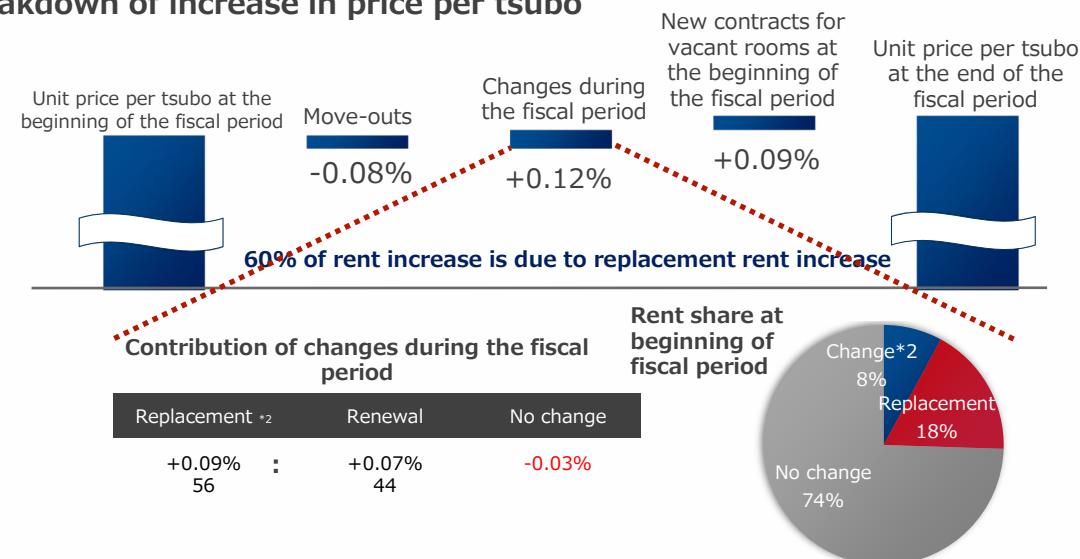 akdown of increase in price per tsubo
Unit price per tsubo at the
beginning of the fiscal period
Move-outs
-0.08%
Changes during
the fiscal period
+0.12%
New contracts for
vacant rooms at
the beginning of
the fiscal period
+0.09%
Unit price per tsubo
at the end of the
fiscal period
60% of rent increase is due to replacement rent increase
Contribution of changes during the fiscal
period
Replacement *2 Renewal No change
+0.09% : +0.07% -0.03%
56 44
Rent share at
beginning of
fiscal period
Change*2
8%
Replacement
18%
No change
74%